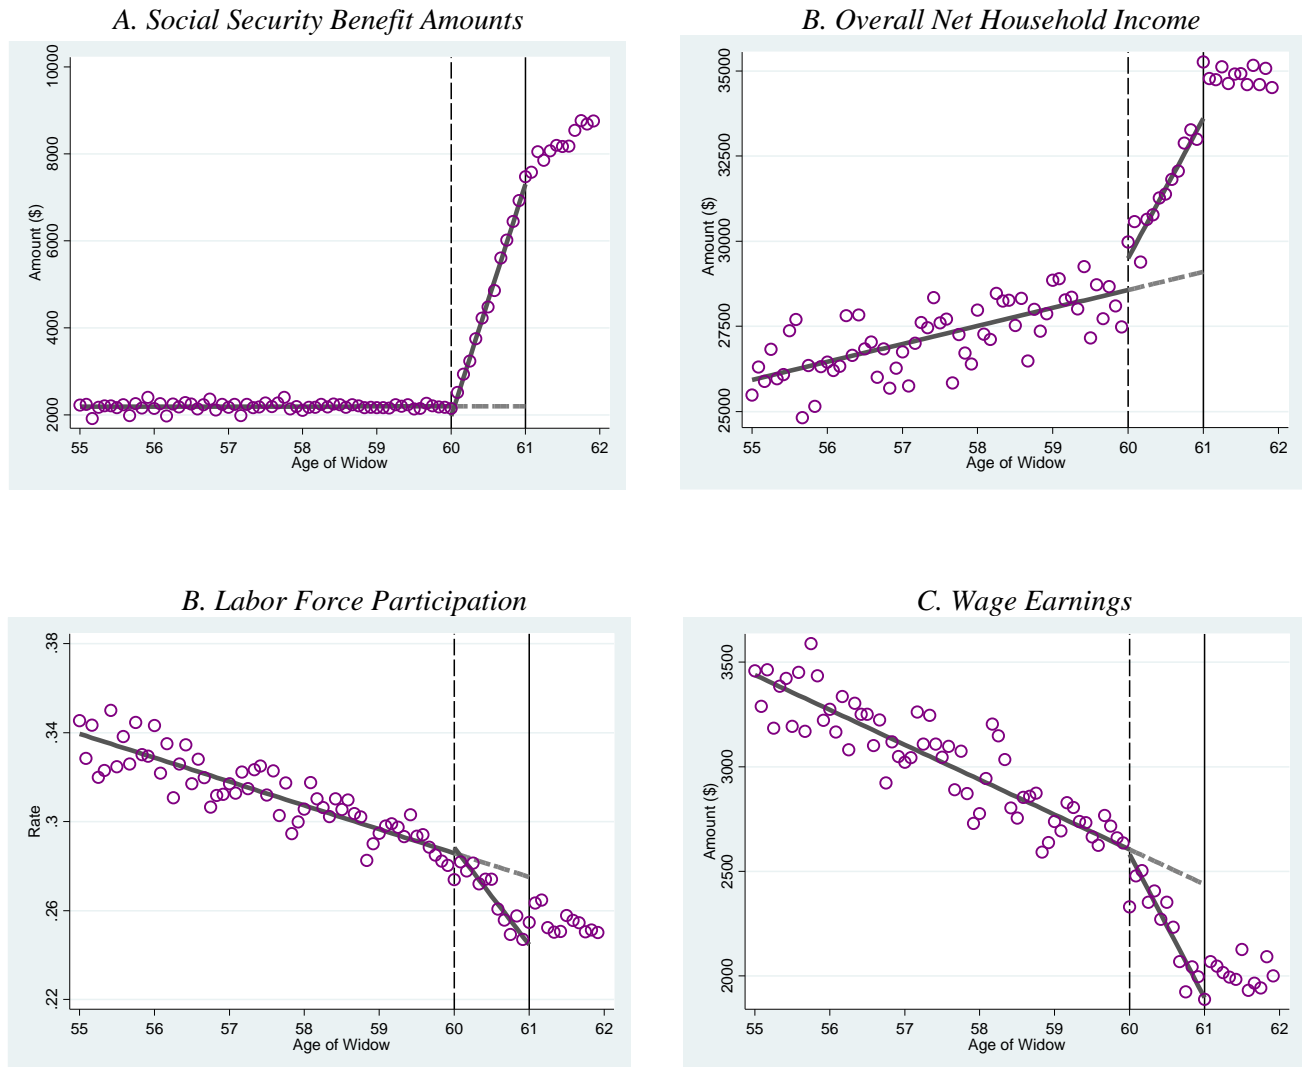 A. Social Security Benefit Amounts
10000
8000
6000
4000
2000
Amount ($)
55 56 57 58 59 60 61 62
Age of Widow
B. Overall Net Household Income
35000
32500
30000
27500
25000
Amount ($)
55 56 57 58 59 60 61 62
Age of Widow
B. Labor Force Participation
.38
.34
.3
.26
.22
Rate
55 56 57 58 59 60 61 62
Age of Widow
C. Wage Earnings
3500
3000
2500
2000
Amount ($)
55 56 57 58 59 60 61 62
Age of Widow